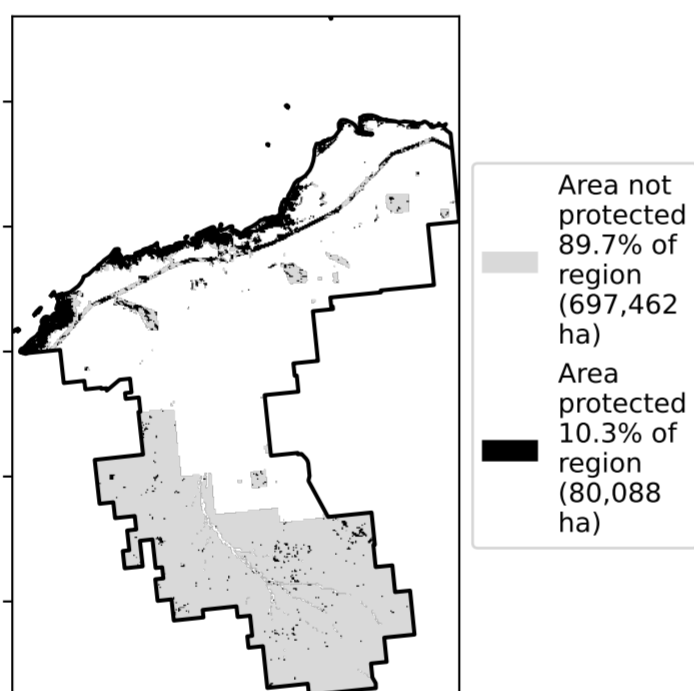 Area not
protected
89.7% of
region
(697,462
ha)
Area
protected
10.3% of
region
(80,088
ha)